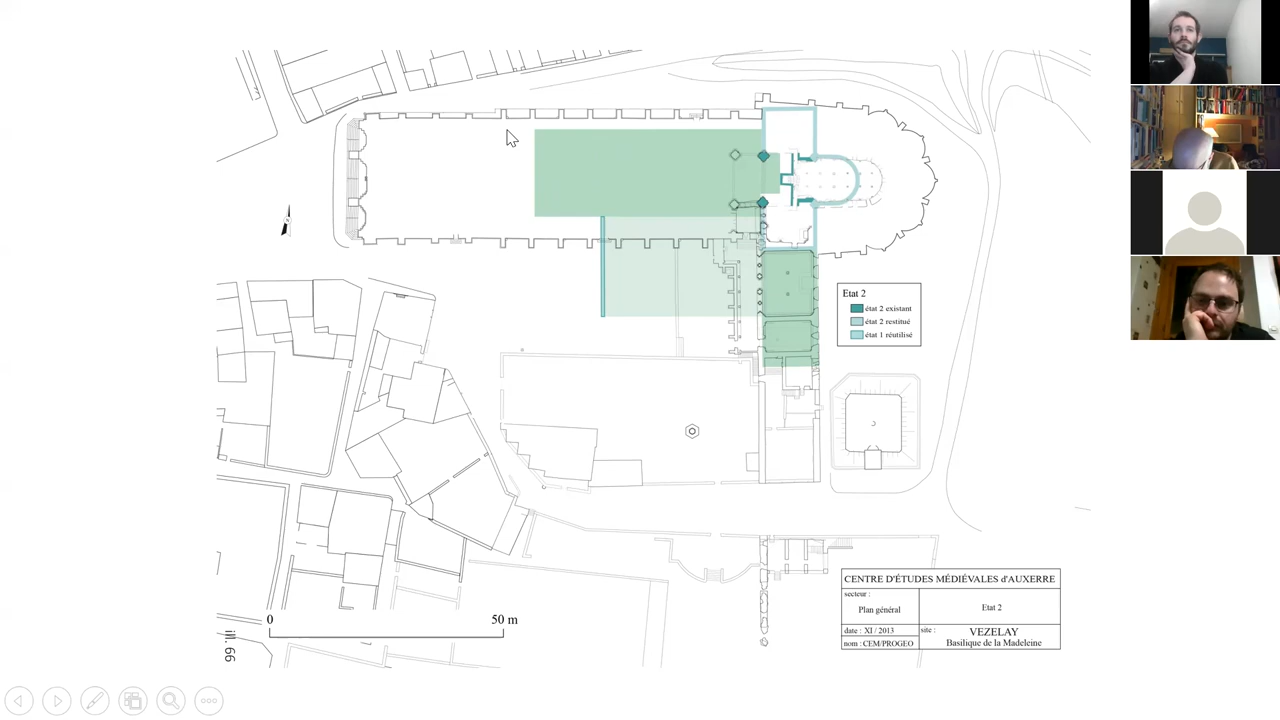 Etat 2
état 2 existant
état 2 restitué
état 1 réutilisé
0
50 m
ill. 66
CENTRE D'ÉTUDES MÉDIÉVALES d'AUXERRE
secteur :
Plan général
Etat 2
date : XI / 2013
site :
VEZELAY
nom : CEM/PROGEO
Basilique de la Madeleine